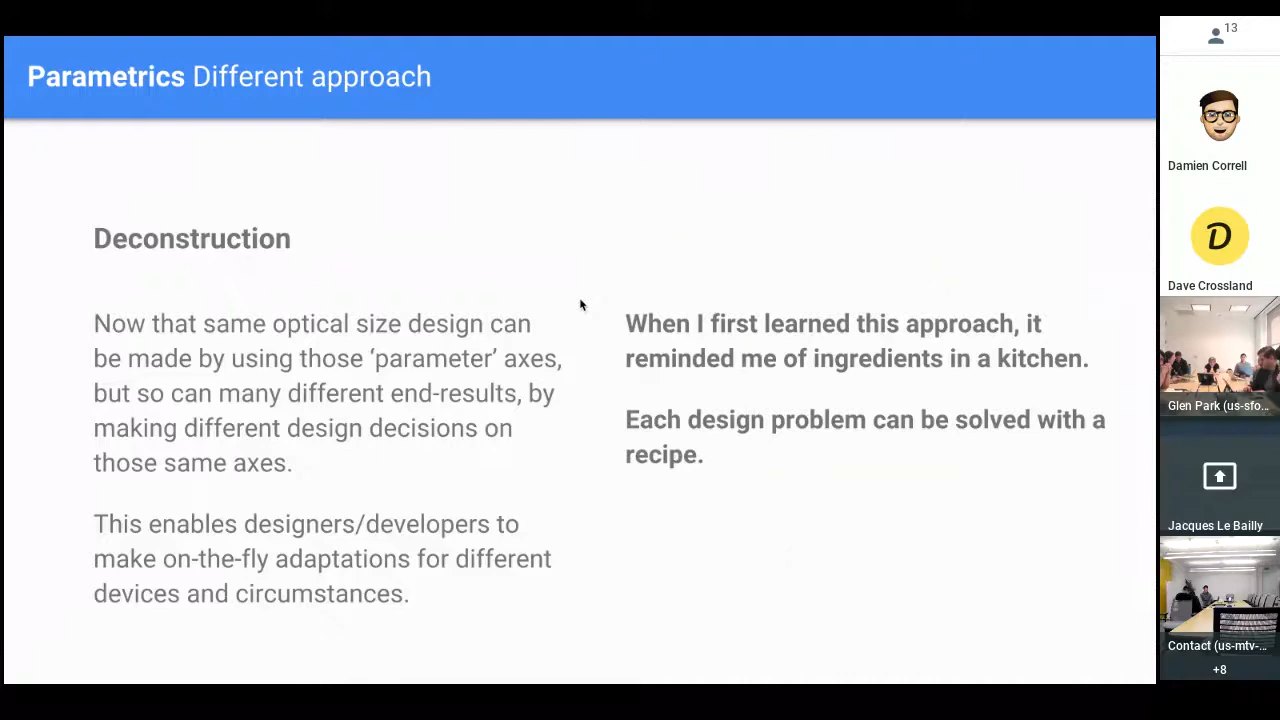 Parametrics Different approach
Deconstruction
Now that same optical size design can
be made by using those ‘parameter’ axes,
but so can many different end-results, by
making different design decisions on
those same axes.
This enables designers/developers to
make on-the-fly adaptations for different
devices and circumstances.
When I first learned this approach, it
reminded me of ingredients in a kitchen.
Each design problem can be solved with a
recipe.
13
Damien Correll
D
Dave Crossland
Glen Park (us-sfo...
Jacques Le Bailly
Contact (us-mtv-...
+8